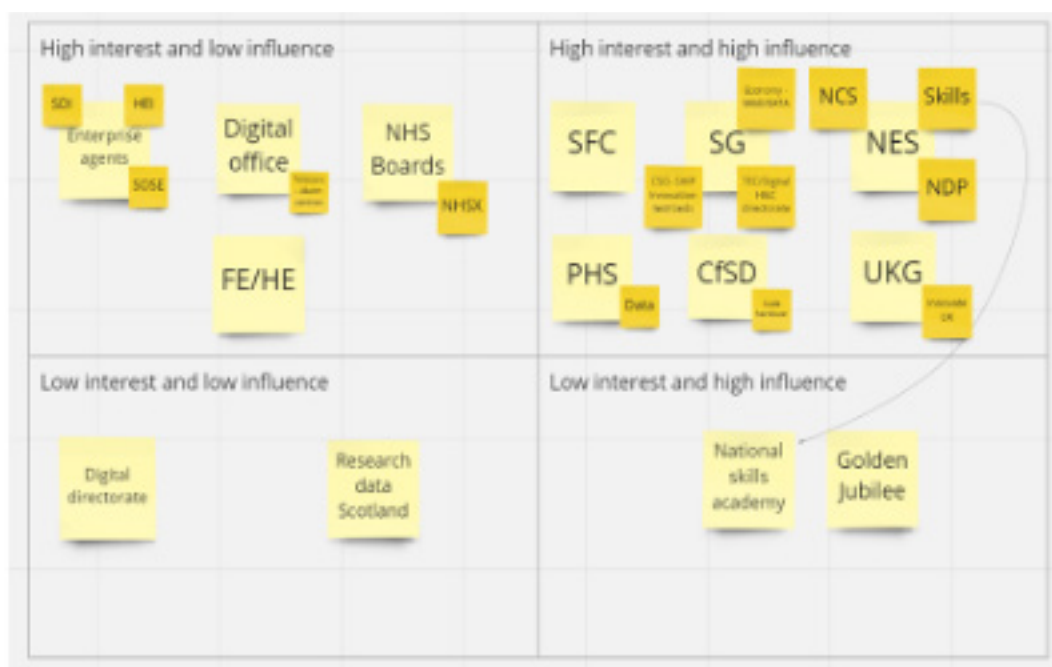 High interest and low influence
SDI
HEI
Enterprise
agents
SOSE
Digital
office
NHS
Boards
NHSX
FE/HE
High interest and high influence
SFC
SG
NCS
Skills
NES
NDP
PHS
Data
CfSD
UKG
Innovate
UK
Low interest and low influence
Digital
directorate
Research
data
Scotland
Low interest and high influence
National
skills
academy
Golden
Jubilee